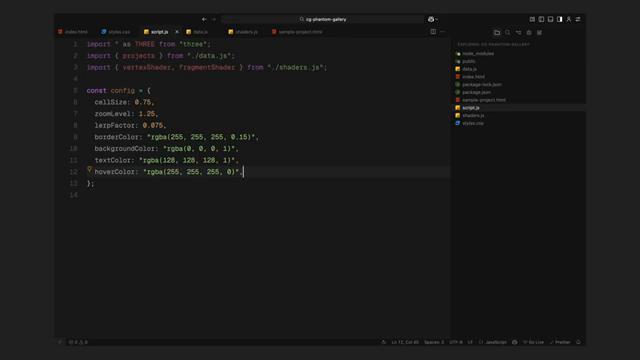 cg-phantom-gallery
index.html
styles.css
script.js
data.js
shaders.js
sample-project.html
EXPLORER: CG-PHANTOM-GALLERY
node_modules
public
data.js
index.html
package-lock.json
package.json
sample-project.html
script.js
shaders.js
styles.css
1 import * as THREE from "three";
2 import { projects } from "./data.js";
3 import { vertexShader, fragmentShader } from "./shaders.js";
4
5 const config = {
6 cellSize: 0.75,
7 zoomLevel: 1.25,
8 lerpFactor: 0.075,
9 borderColor: "rgba(255, 255, 255, 0.15)",
10 backgroundColor: "rgba(0, 0, 0, 1)",
11 textColor: "rgba(128, 128, 128, 1)",
12 hoverColor: "rgba(255, 255, 255, 0)",
13 };
14
0 0
Ln 12, Col 40
Spaces: 2
UTF-8
LF
{} JavaScript
Go Live
Prettier